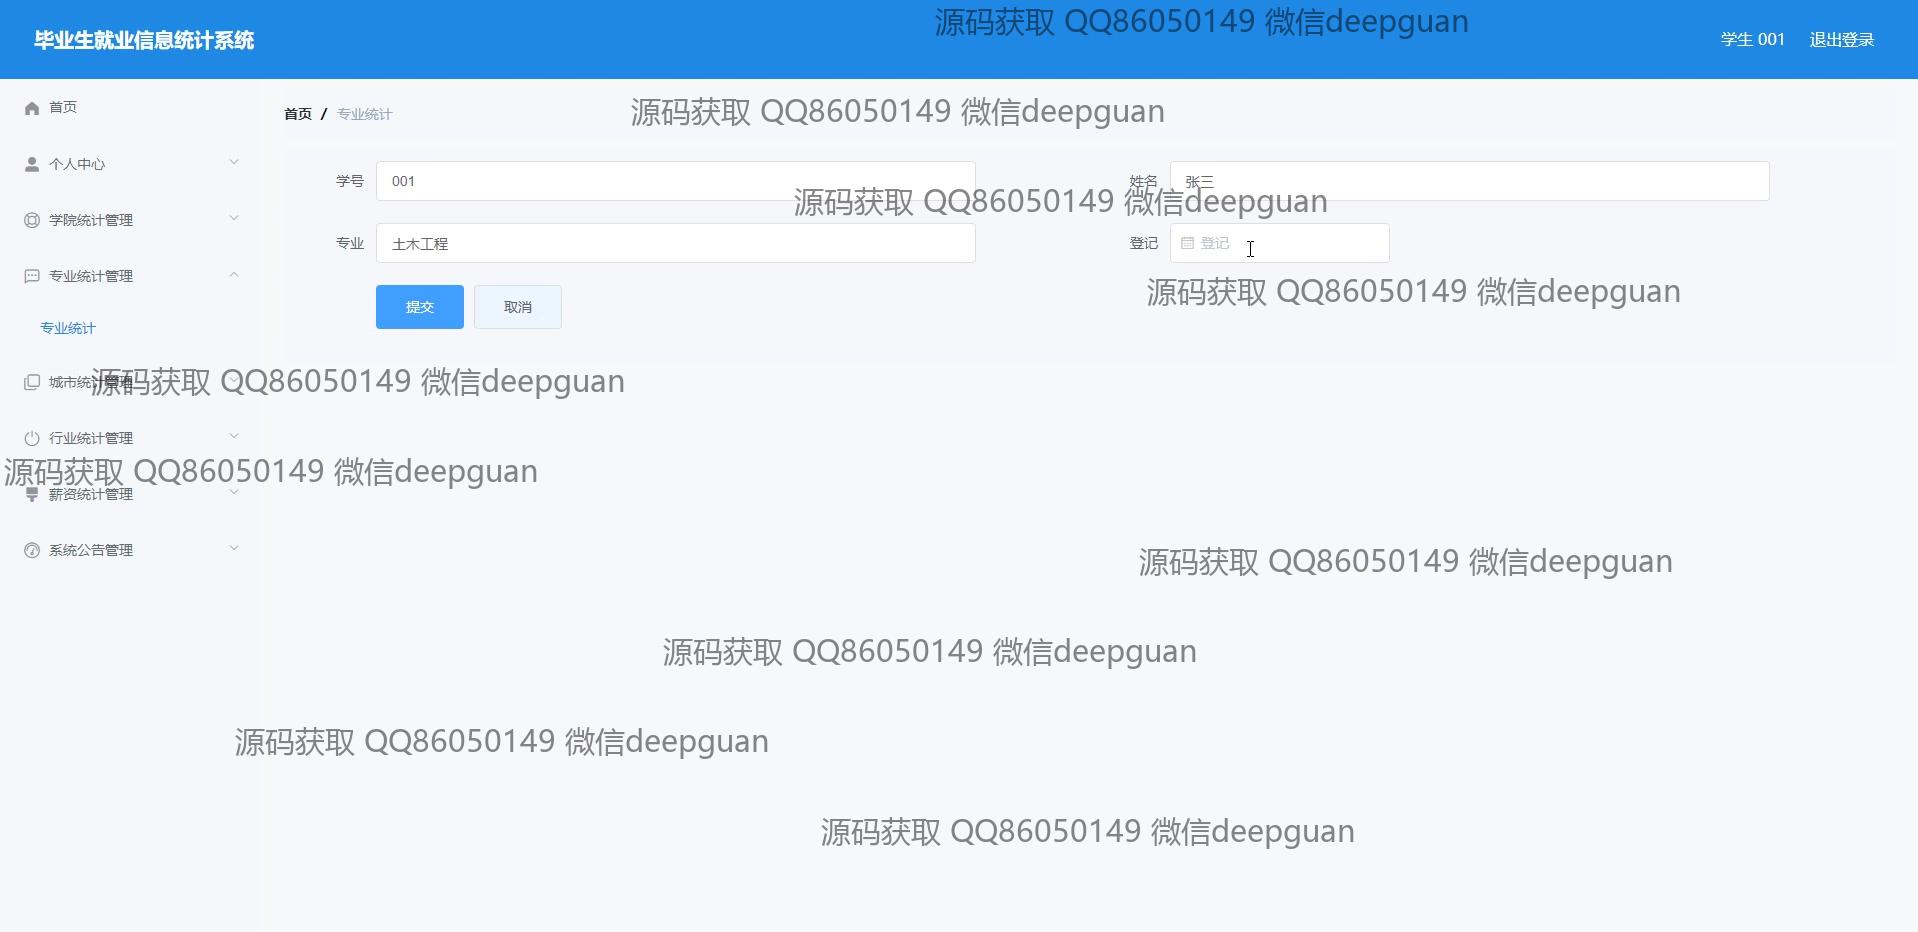 毕业生就业信息统计系统
源码获取 QQ86050149 微信deepguan
学生 001 退出登录
首页
首页 / 专业统计
源码获取 QQ86050149 微信deepguan
个人中心
学号 001
姓名 张三
源码获取 QQ86050149 微信deepguan
学院统计管理
专业 土木工程
登记 登记
专业统计管理
源码获取 QQ86050149 微信deepguan
提交 取消
专业统计
城市统计管理
源码获取 QQ86050149 微信deepguan
行业统计管理
源码获取 QQ86050149 微信deepguan
薪资统计管理
系统公告管理
源码获取 QQ86050149 微信deepguan
源码获取 QQ86050149 微信deepguan
源码获取 QQ86050149 微信deepguan
源码获取 QQ86050149 微信deepguan